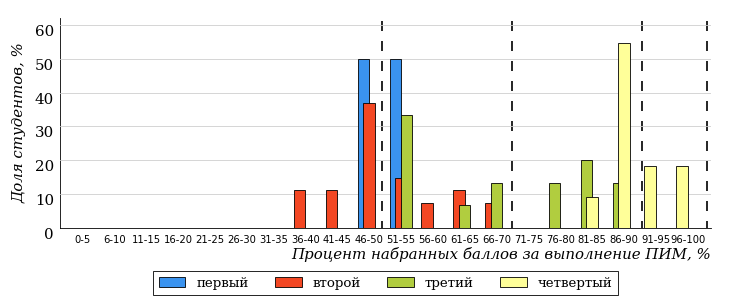 Доля студентов, %
60
50
40
30
20
10
0
0-5 6-10 11-15 16-20 21-25 26-30 31-35 36-40 41-45 46-50 51-55 56-60 61-65 66-70 71-75 76-80 81-85 86-90 91-95 96-100
Процент набранных баллов за выполнение ПИМ, %
первый второй третий четвертый